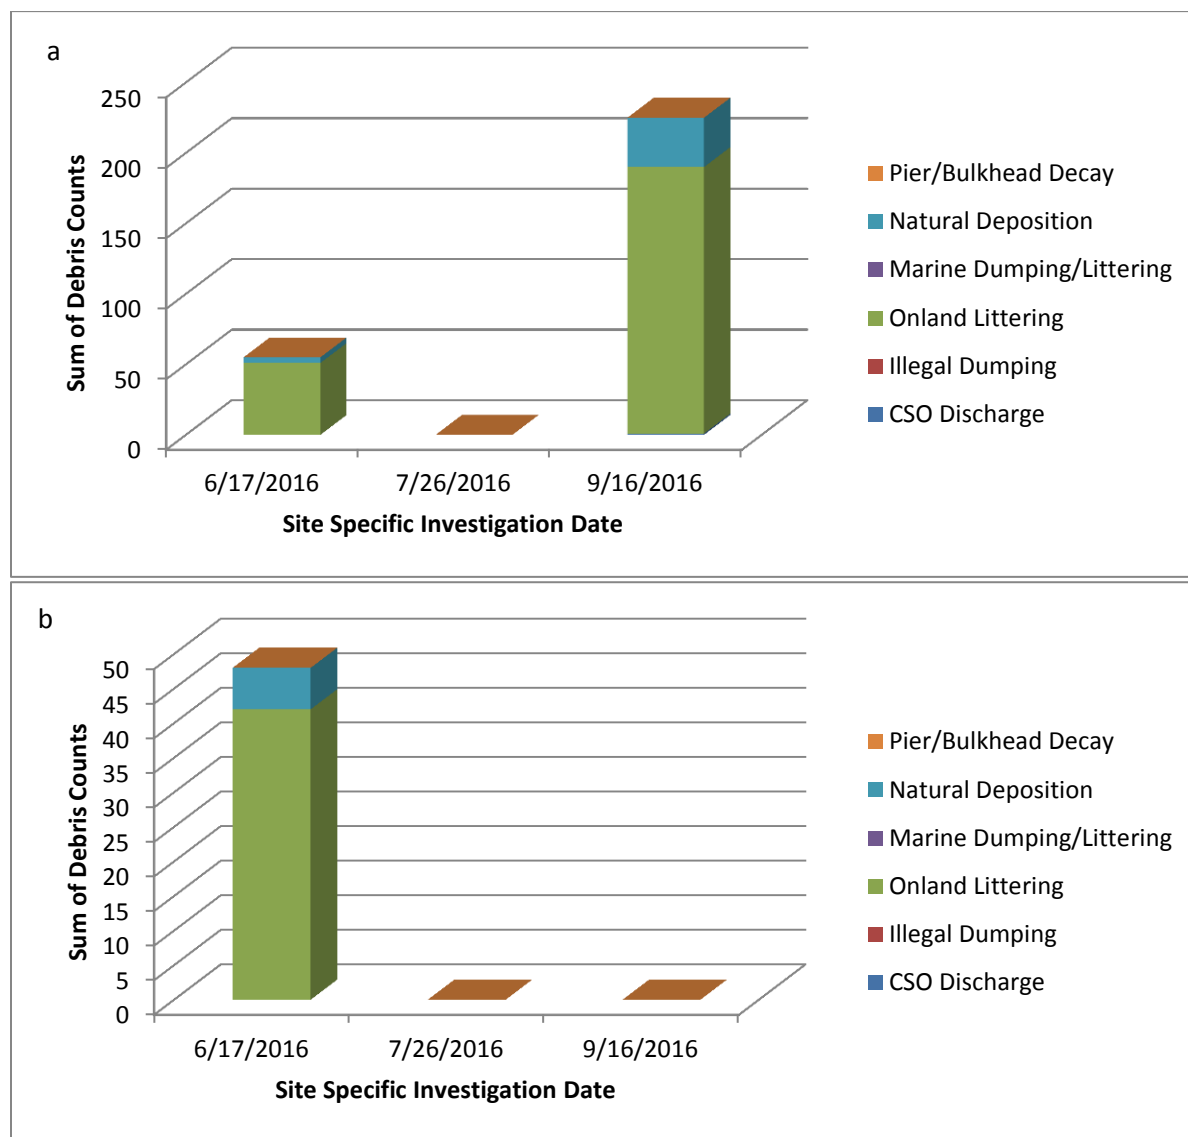 a
250
200
150
100
50
0
Sum of Debris Counts
6/17/2016 7/26/2016 9/16/2016
Site Specific Investigation Date
Pier/Bulkhead Decay
Natural Deposition
Marine Dumping/Littering
Onland Littering
Illegal Dumping
CSO Discharge
b
50
45
40
35
30
25
20
15
10
5
0
Sum of Debris Counts
6/17/2016 7/26/2016 9/16/2016
Site Specific Investigation Date
Pier/Bulkhead Decay
Natural Deposition
Marine Dumping/Littering
Onland Littering
Illegal Dumping
CSO Discharge